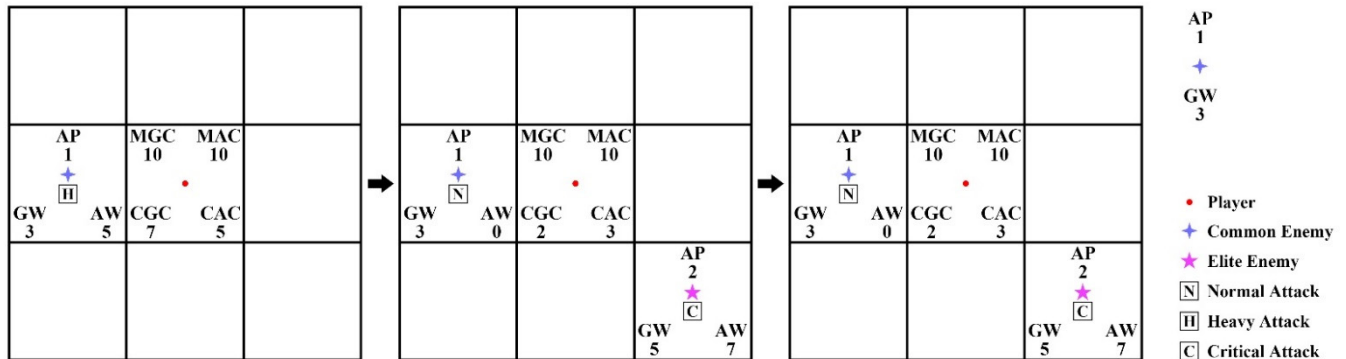 AP
1
H
GW AW
3 5
MGC MAC
10 10
CGC CAC
7 5
AP
1
N
GW AW
3 0
MGC MAC
10 10
CGC CAC
2 3
AP
2
C
GW AW
5 7
AP
1
N
GW AW
3 0
MGC MAC
10 10
CGC CAC
2 3
AP
2
C
GW AW
5 7
AP
1
GW
3
Player
Common Enemy
Elite Enemy
N Normal Attack
H Heavy Attack
C Critical Attack